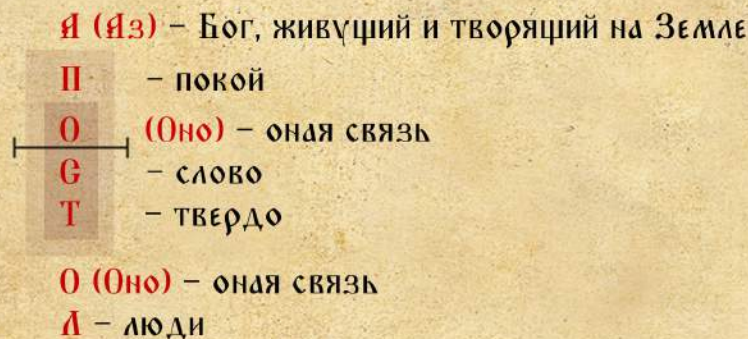 А (Аз) – Бог, живущий и творящий на Земле
П – покой
О (Оно) – оная связь
С – слово
Т – твердо
О (Оно) – оная связь
Л – люди